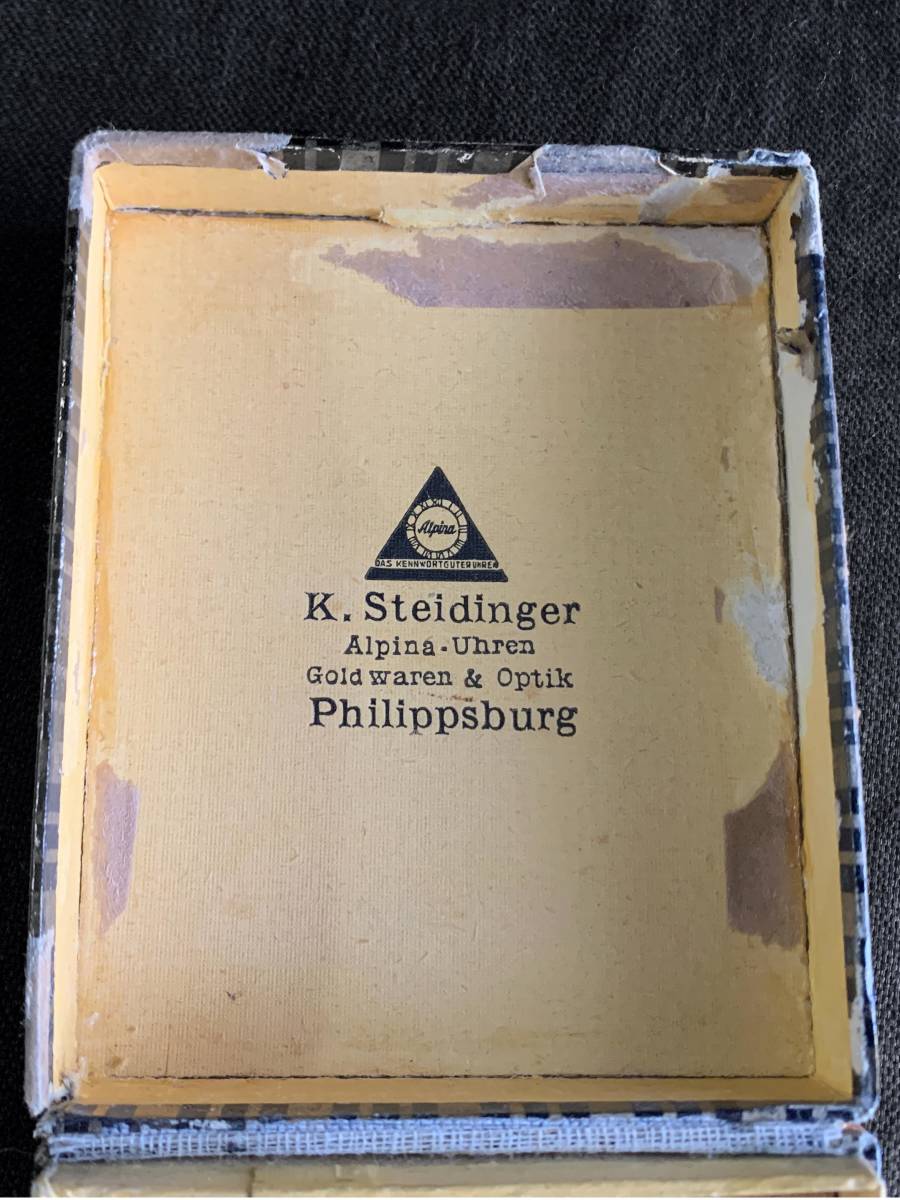 Alpina
DAS KENNWORT GUTER UHREN
K. Steidinger
Alpina-Uhren
Goldwaren & Optik
Philippsburg